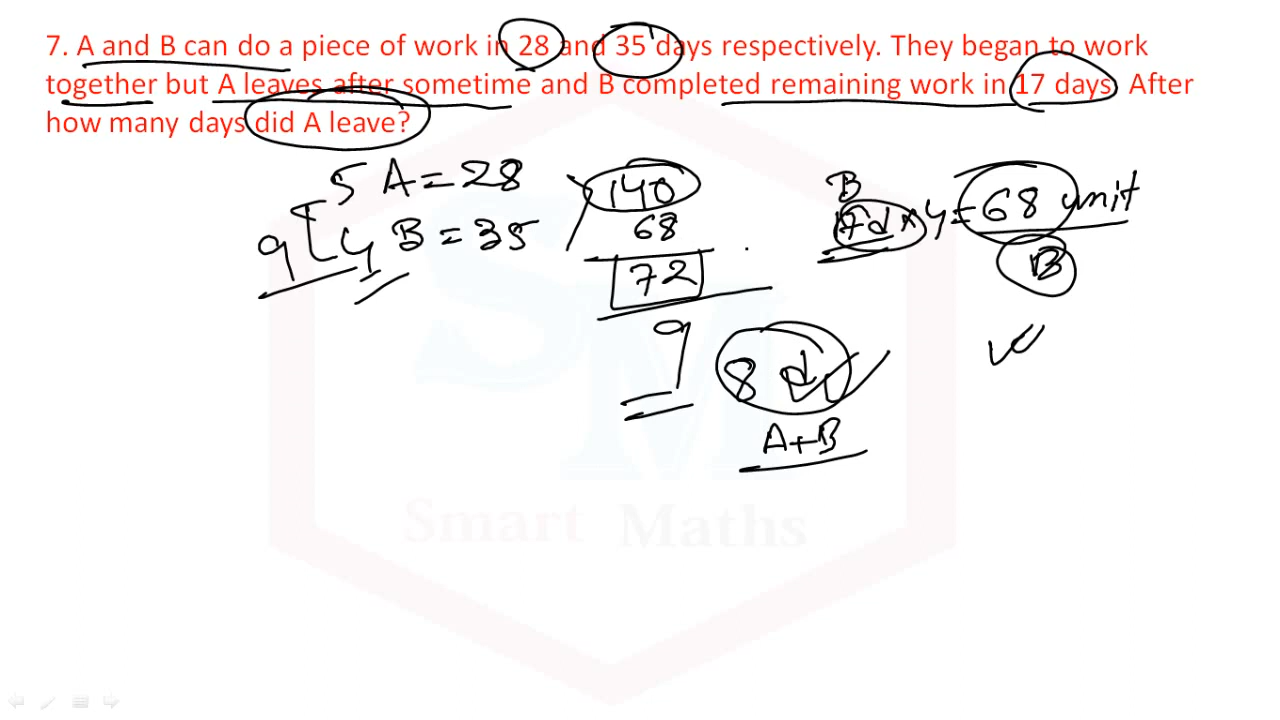 7. A and B can do a piece of work in 28 and 35 days respectively. They began to work
together but A leaves after sometime and B completed remaining work in 17 days. After
how many days did A leave?
5 A = 28
140
B
9 [ 4 B = 35
68
17d × 4 = 68 unit
72
B
9
8 d
A+B
SM
Smart Maths